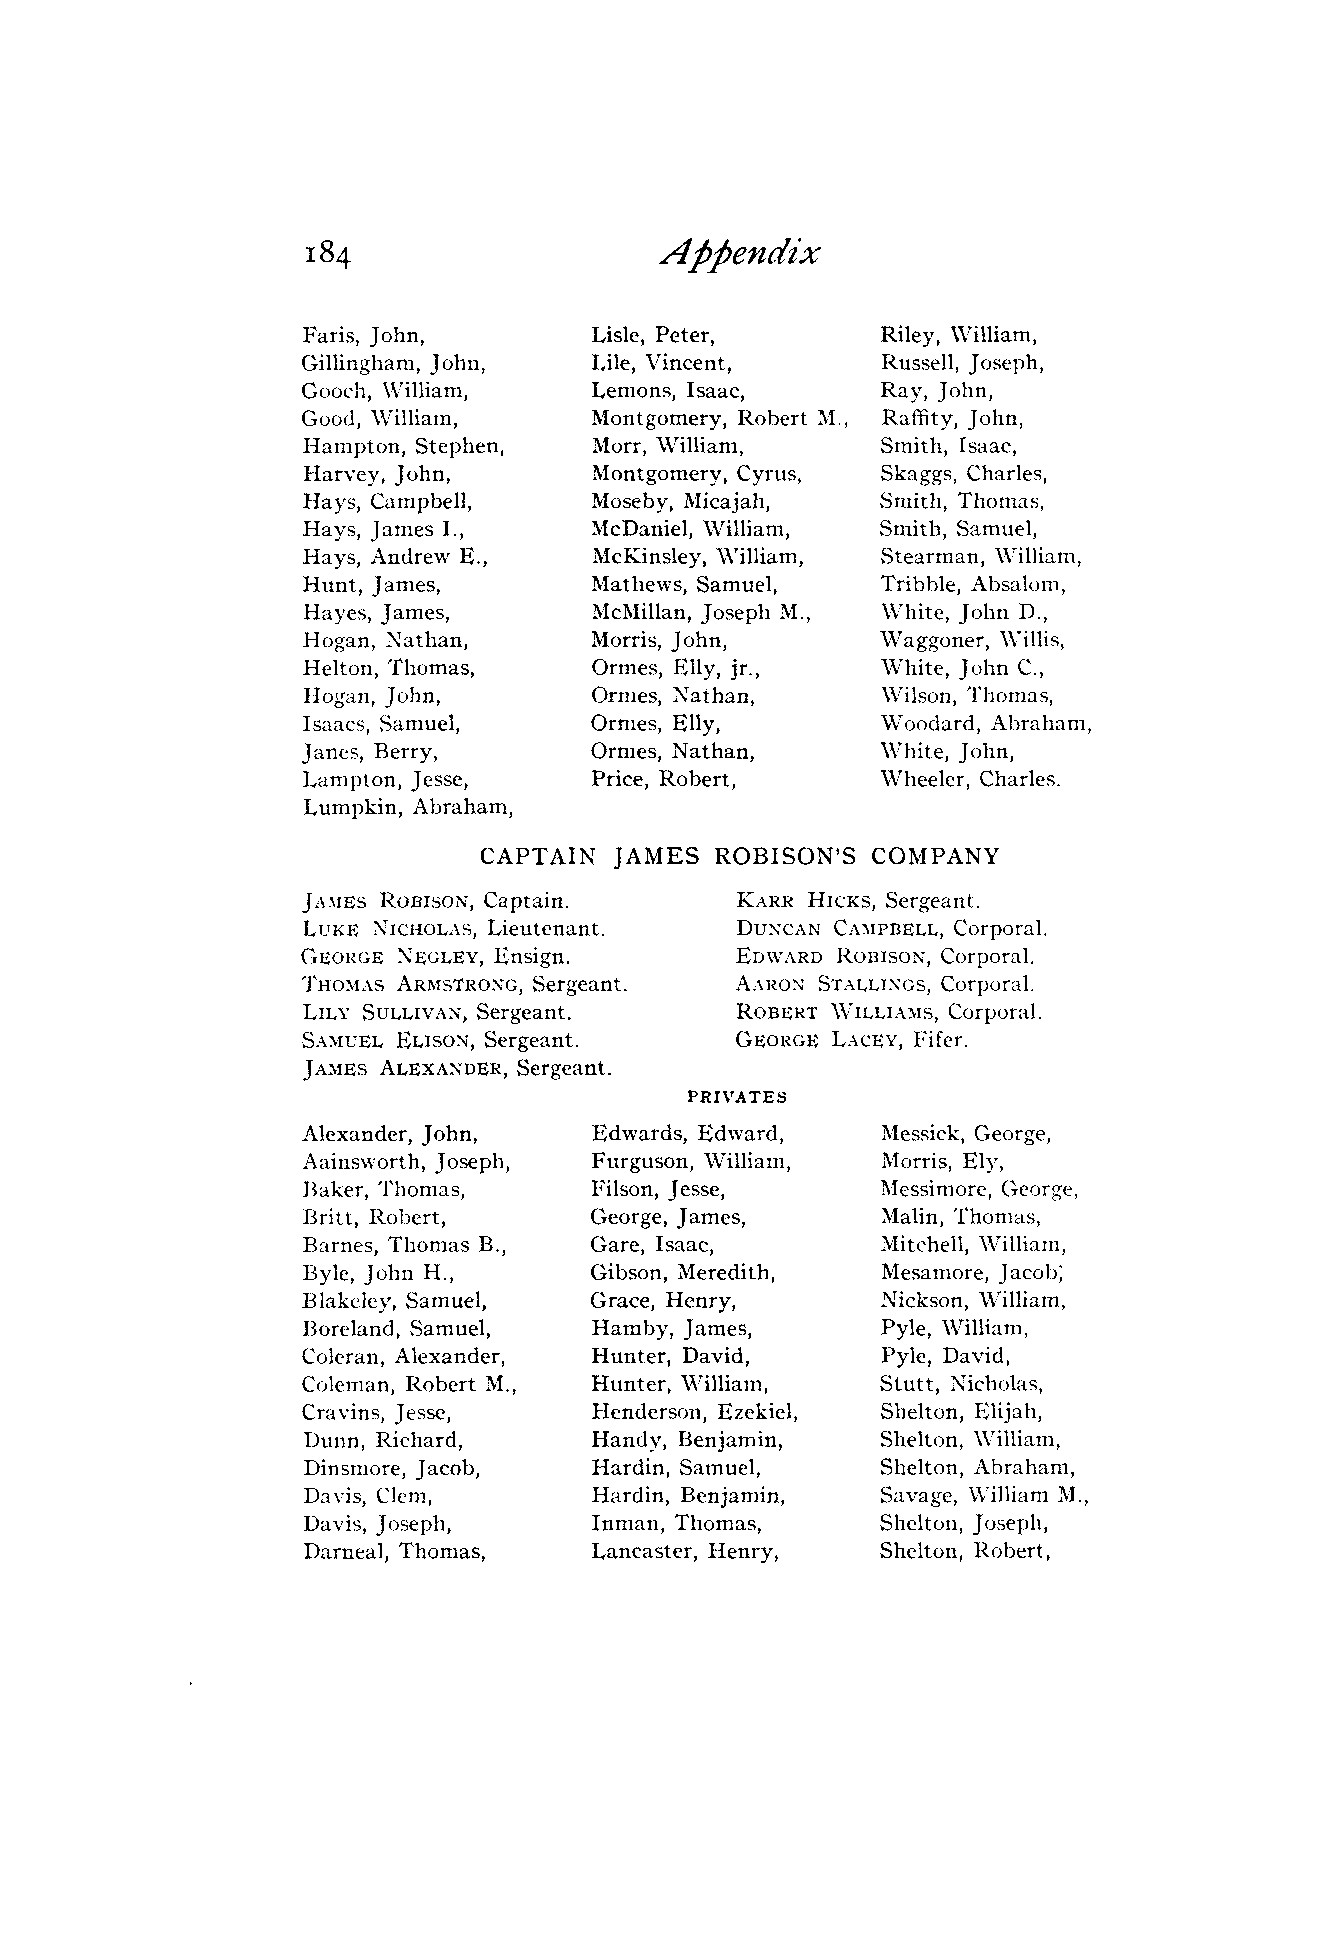 184 Appendix
Faris, John,
Gillingham, John,
Gooch, William,
Good, William,
Hampton, Stephen,
Harvey, John,
Hays, Campbell,
Hays, James I.,
Hays, Andrew E.,
Hunt, James,
Hayes, James,
Hogan, Nathan,
Helton, Thomas,
Hogan, John,
Isaacs, Samuel,
Janes, Berry,
Lampton, Jesse,
Lumpkin, Abraham,
Lisle, Peter,
Lile, Vincent,
Lemons, Isaac,
Montgomery, Robert M.,
Morr, William,
Montgomery, Cyrus,
Moseby, Micajah,
McDaniel, William,
McKinsley, William,
Mathews, Samuel,
McMillan, Joseph M.,
Morris, John,
Ormes, Elly, jr.,
Ormes, Nathan,
Ormes, Elly,
Ormes, Nathan,
Price, Robert,
Riley, William,
Russell, Joseph,
Ray, John,
Raffity, John,
Smith, Isaac,
Skaggs, Charles,
Smith, Thomas,
Smith, Samuel,
Stearman, William,
Tribble, Absalom,
White, John D.,
Waggoner, Willis,
White, John C.,
Wilson, Thomas,
Woodard, Abraham,
White, John,
Wheeler, Charles.
CAPTAIN JAMES ROBISON'S COMPANY
JAMES ROBISON, Captain.
LUKE NICHOLAS, Lieutenant.
GEORGE NEGLEY, Ensign.
THOMAS ARMSTRONG, Sergeant.
LILY SULLIVAN, Sergeant.
SAMUEL ELISON, Sergeant.
JAMES ALEXANDER, Sergeant.
KARR HICKS, Sergeant.
DUNCAN CAMPBELL, Corporal.
EDWARD ROBISON, Corporal.
AARON STALLINGS, Corporal.
ROBERT WILLIAMS, Corporal.
GEORGE LACEY, Fifer.
PRIVATES
Alexander, John,
Aainsworth, Joseph,
Baker, Thomas,
Britt, Robert,
Barnes, Thomas B.,
Byle, John H.,
Blakeley, Samuel,
Boreland, Samuel,
Coleran, Alexander,
Coleman, Robert M.,
Cravins, Jesse,
Dunn, Richard,
Dinsmore, Jacob,
Davis, Clem,
Davis, Joseph,
Darneal, Thomas,
Edwards, Edward,
Furguson, William,
Filson, Jesse,
George, James,
Gare, Isaac,
Gibson, Meredith,
Grace, Henry,
Hamby, James,
Hunter, David,
Hunter, William,
Henderson, Ezekiel,
Handy, Benjamin,
Hardin, Samuel,
Hardin, Benjamin,
Inman, Thomas,
Lancaster, Henry,
Messick, George,
Morris, Ely,
Messimore, George,
Malin, Thomas,
Mitchell, William,
Mesamore, Jacob,
Nickson, William,
Pyle, William,
Pyle, David,
Stutt, Nicholas,
Shelton, Elijah,
Shelton, William,
Shelton, Abraham,
Savage, William M.,
Shelton, Joseph,
Shelton, Robert,